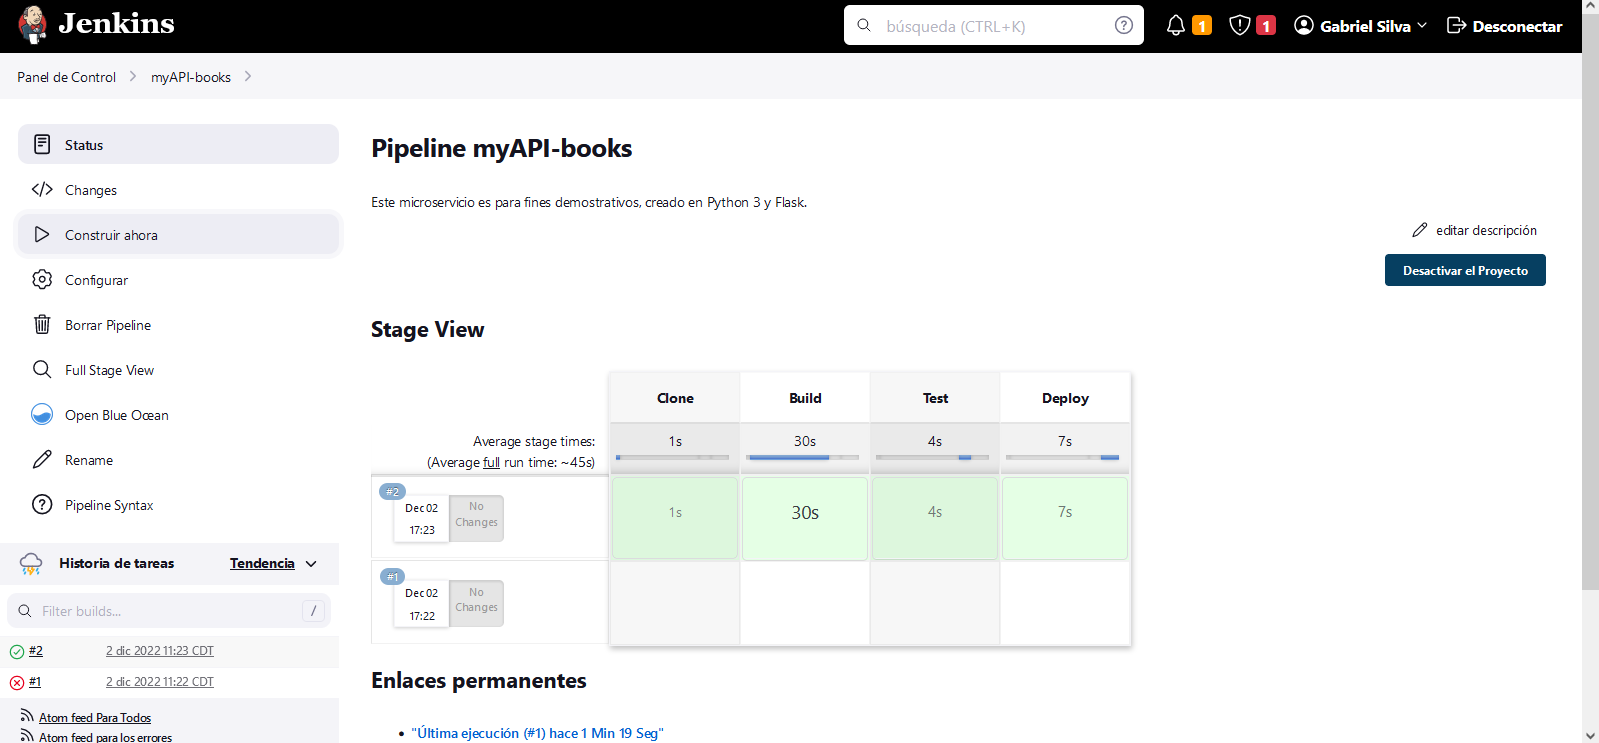 Jenkins
búsqueda (CTRL+K)
1
1
Gabriel Silva
Desconectar
Panel de Control
myAPI-books
Status
Changes
Construir ahora
Configurar
Borrar Pipeline
Full Stage View
Open Blue Ocean
Rename
Pipeline Syntax
Historia de tareas
Tendencia
Filter builds...
/
#2
2 dic 2022 11:23 CDT
#1
2 dic 2022 11:22 CDT
Atom feed Para Todos
Atom feed para los errores
Pipeline myAPI-books
Este microservicio es para fines demostrativos, creado en Python 3 y Flask.
editar descripción
Desactivar el Proyecto
Stage View
Clone Build Test Deploy
Average stage times:
(Average full run time: ~45s)
1s 30s 4s 7s
#2
Dec 02
17:23
No
Changes
1s 30s 4s 7s
#1
Dec 02
17:22
No
Changes
Enlaces permanentes
"Última ejecución (#1) hace 1 Min 19 Seg"